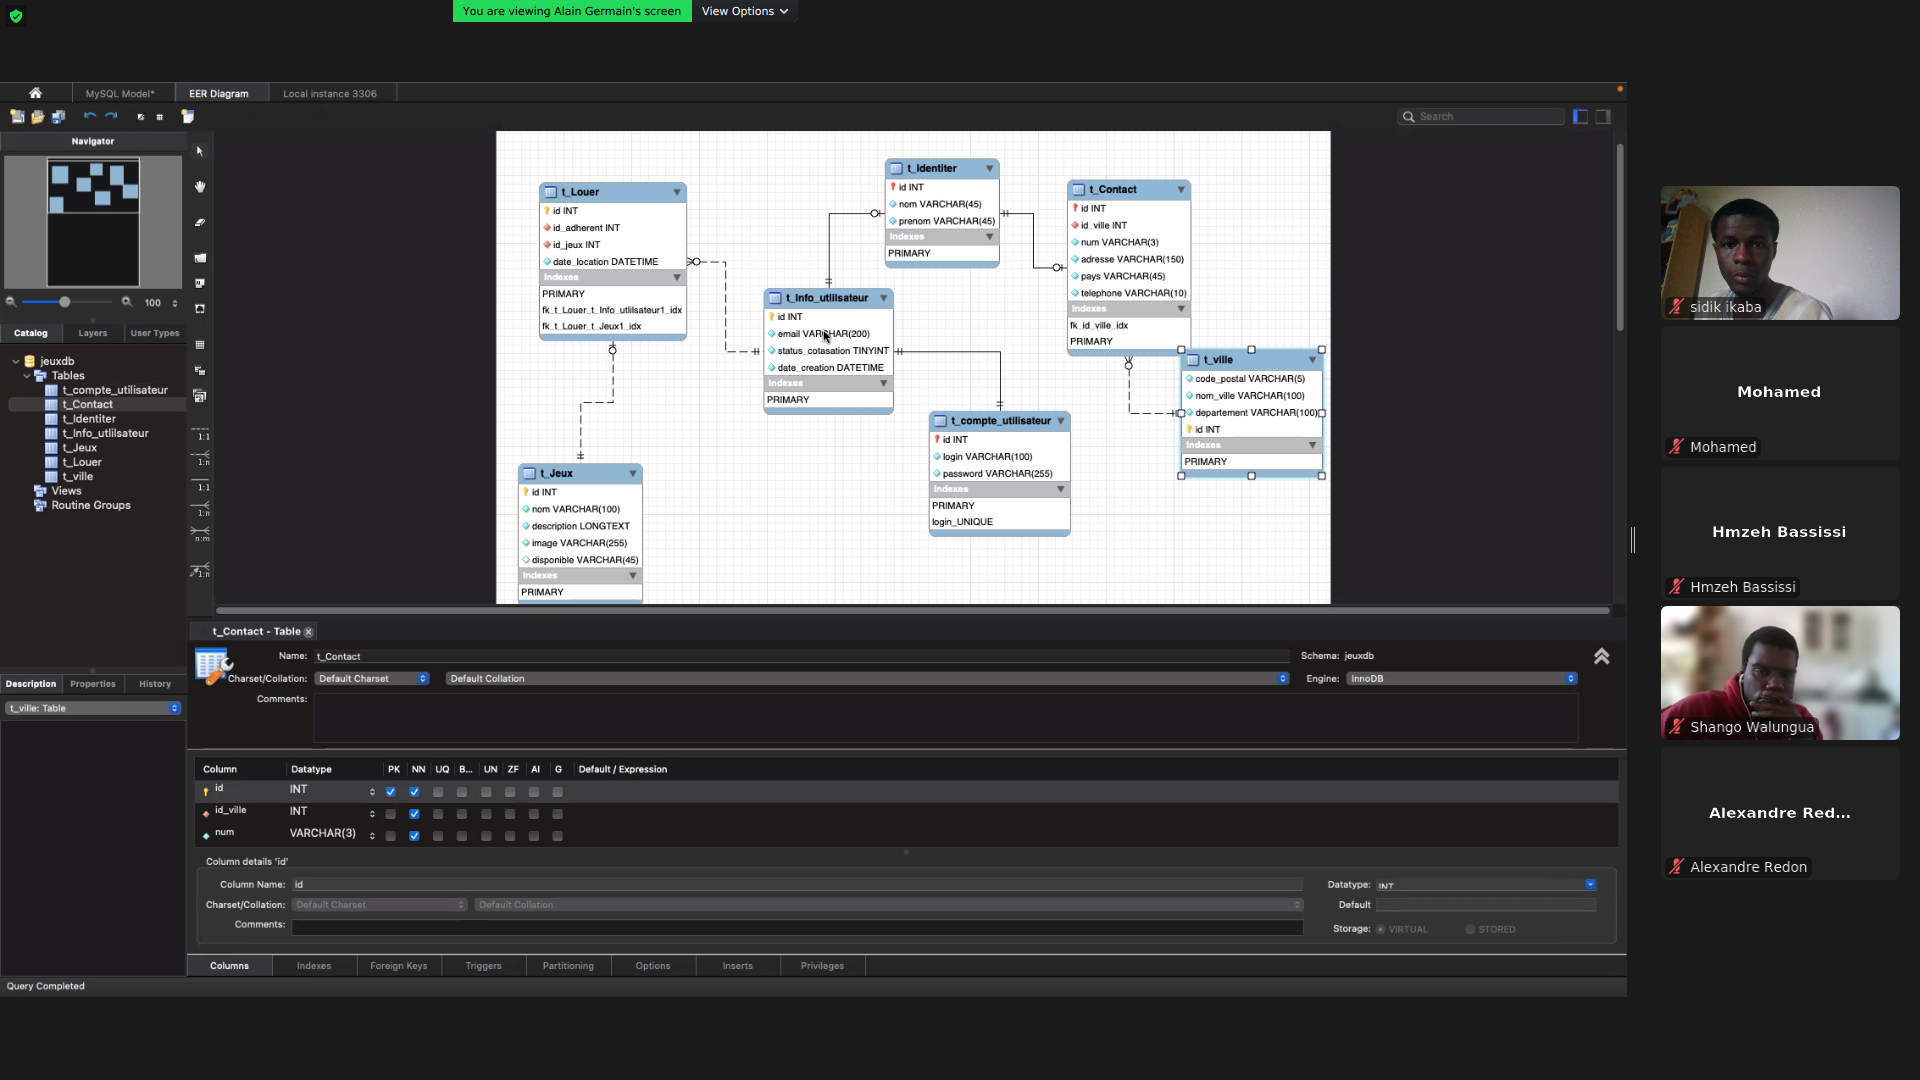 You are viewing Alain Germain's screen
View Options
MySQL Model*
EER Diagram
Local instance 3306
Search
Navigator
100
Catalog
Layers
User Types
jeuxdb
Tables
t_compte_utilisateur
t_Contact
t_Identiter
t_Info_utlilsateur
t_Jeux
t_Louer
t_ville
Views
Routine Groups
1:1
1:n
1:1
1:n
n:m
1:n
t_Louer
id INT
id_adherent INT
id_jeux INT
date_location DATETIME
Indexes
PRIMARY
fk_t_Louer_t_Info_utlilsateur1_idx
fk_t_Louer_t_Jeux1_idx
t_Identiter
id INT
nom VARCHAR(45)
prenom VARCHAR(45)
Indexes
PRIMARY
t_Contact
id INT
id_ville INT
num VARCHAR(3)
adresse VARCHAR(150)
pays VARCHAR(45)
telephone VARCHAR(10)
Indexes
fk_id_ville_idx
PRIMARY
t_Info_utlilsateur
id INT
email VARCHAR(200)
status_cotasation TINYINT
date_creation DATETIME
Indexes
PRIMARY
t_ville
code_postal VARCHAR(5)
nom_ville VARCHAR(100)
departement VARCHAR(100)
id INT
Indexes
PRIMARY
t_compte_utilisateur
id INT
login VARCHAR(100)
password VARCHAR(255)
Indexes
PRIMARY
login_UNIQUE
t_Jeux
id INT
nom VARCHAR(100)
description LONGTEXT
image VARCHAR(255)
disponible VARCHAR(45)
Indexes
PRIMARY
t_Contact - Table
Name: t_Contact
Schema: jeuxdb
Charset/Collation: Default Charset Default Collation
Engine: InnoDB
Comments:
Description
Properties
History
t_ville: Table
Column Datatype PK NN UQ B... UN ZF AI G Default / Expression
id INT
id_ville INT
num VARCHAR(3)
Column details 'id'
Column Name: id
Datatype: INT
Charset/Collation: Default Charset Default Collation
Default
Comments:
Storage: VIRTUAL STORED
Columns
Indexes
Foreign Keys
Triggers
Partitioning
Options
Inserts
Privileges
Query Completed
sidik ikaba
Mohamed
Mohamed
Hmzeh Bassissi
Hmzeh Bassissi
Shango Walungua
Alexandre Red...
Alexandre Redon